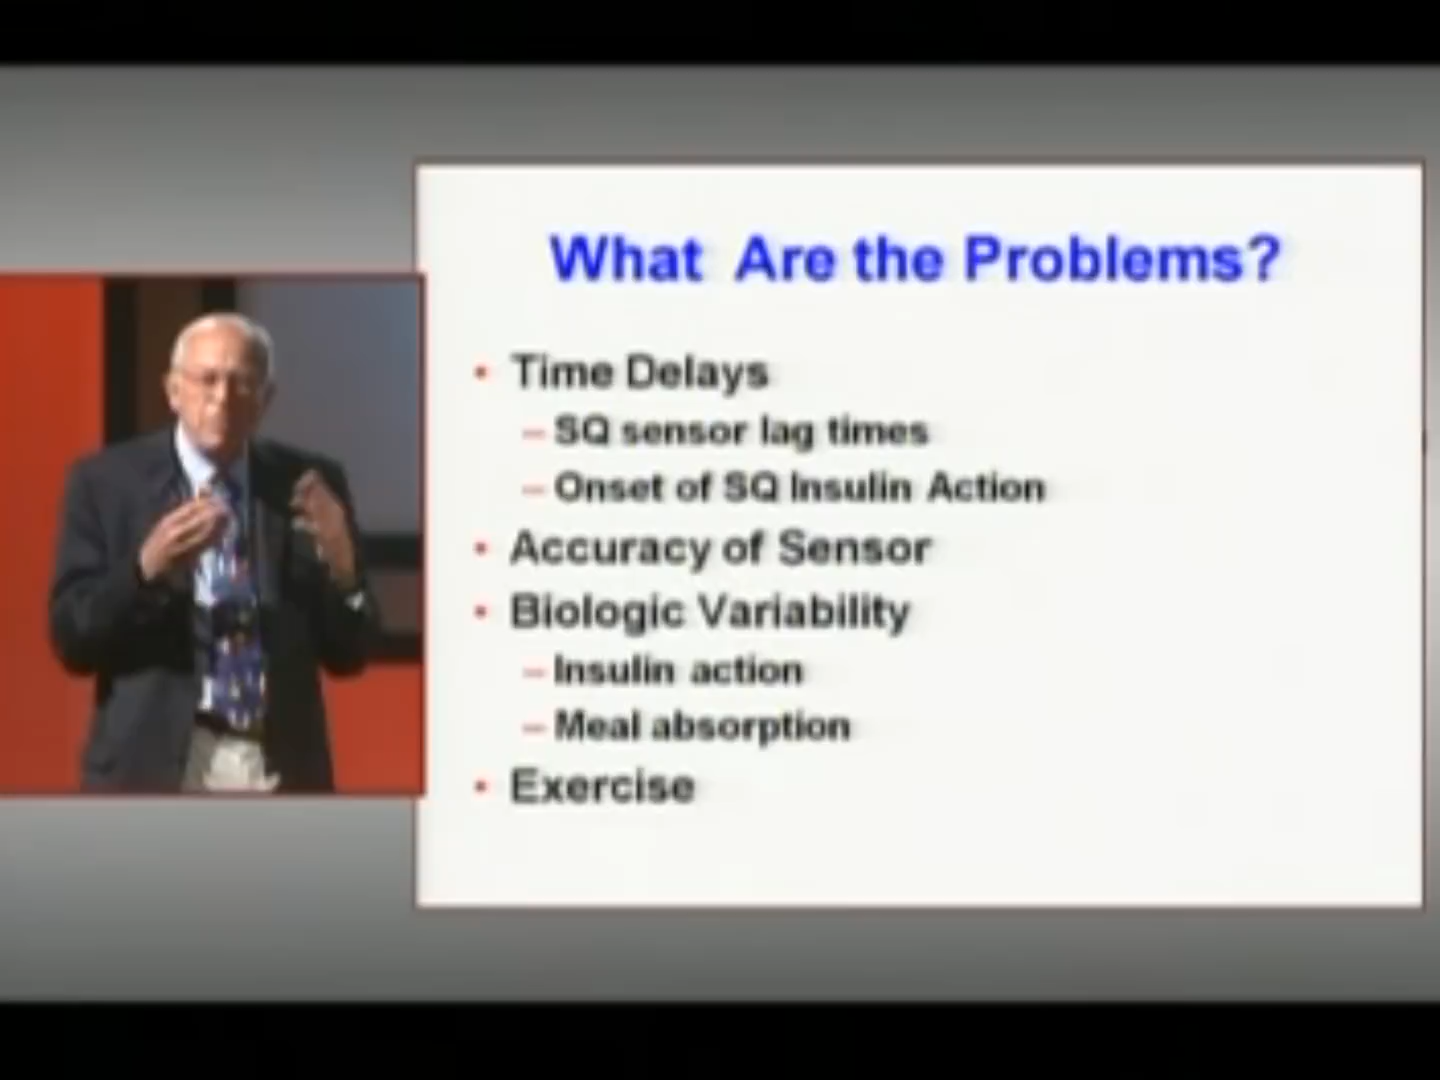 What Are the Problems?
• Time Delays
– SQ sensor lag times
– Onset of SQ Insulin Action
• Accuracy of Sensor
• Biologic Variability
– Insulin action
– Meal absorption
• Exercise